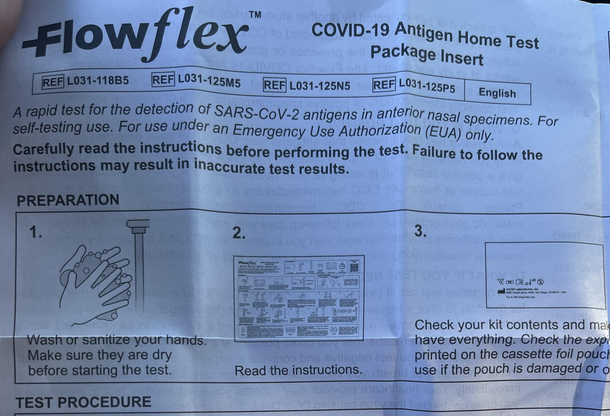 Flowflex™
COVID-19 Antigen Home Test
Package Insert
REF L031-118B5 REF L031-125M5 REF L031-125N5 REF L031-125P5 English
A rapid test for the detection of SARS-CoV-2 antigens in anterior nasal specimens. For
self-testing use. For use under an Emergency Use Authorization (EUA) only.
Carefully read the instructions before performing the test. Failure to follow the
instructions may result in inaccurate test results.
PREPARATION
1.
Wash or sanitize your hands.
Make sure they are dry
before starting the test.
2.
Flowflex
Read the instructions.
3.
Check your kit contents and
have everything. Check the
printed on the cassette foil
use if the pouch is damaged or
TEST PROCEDURE